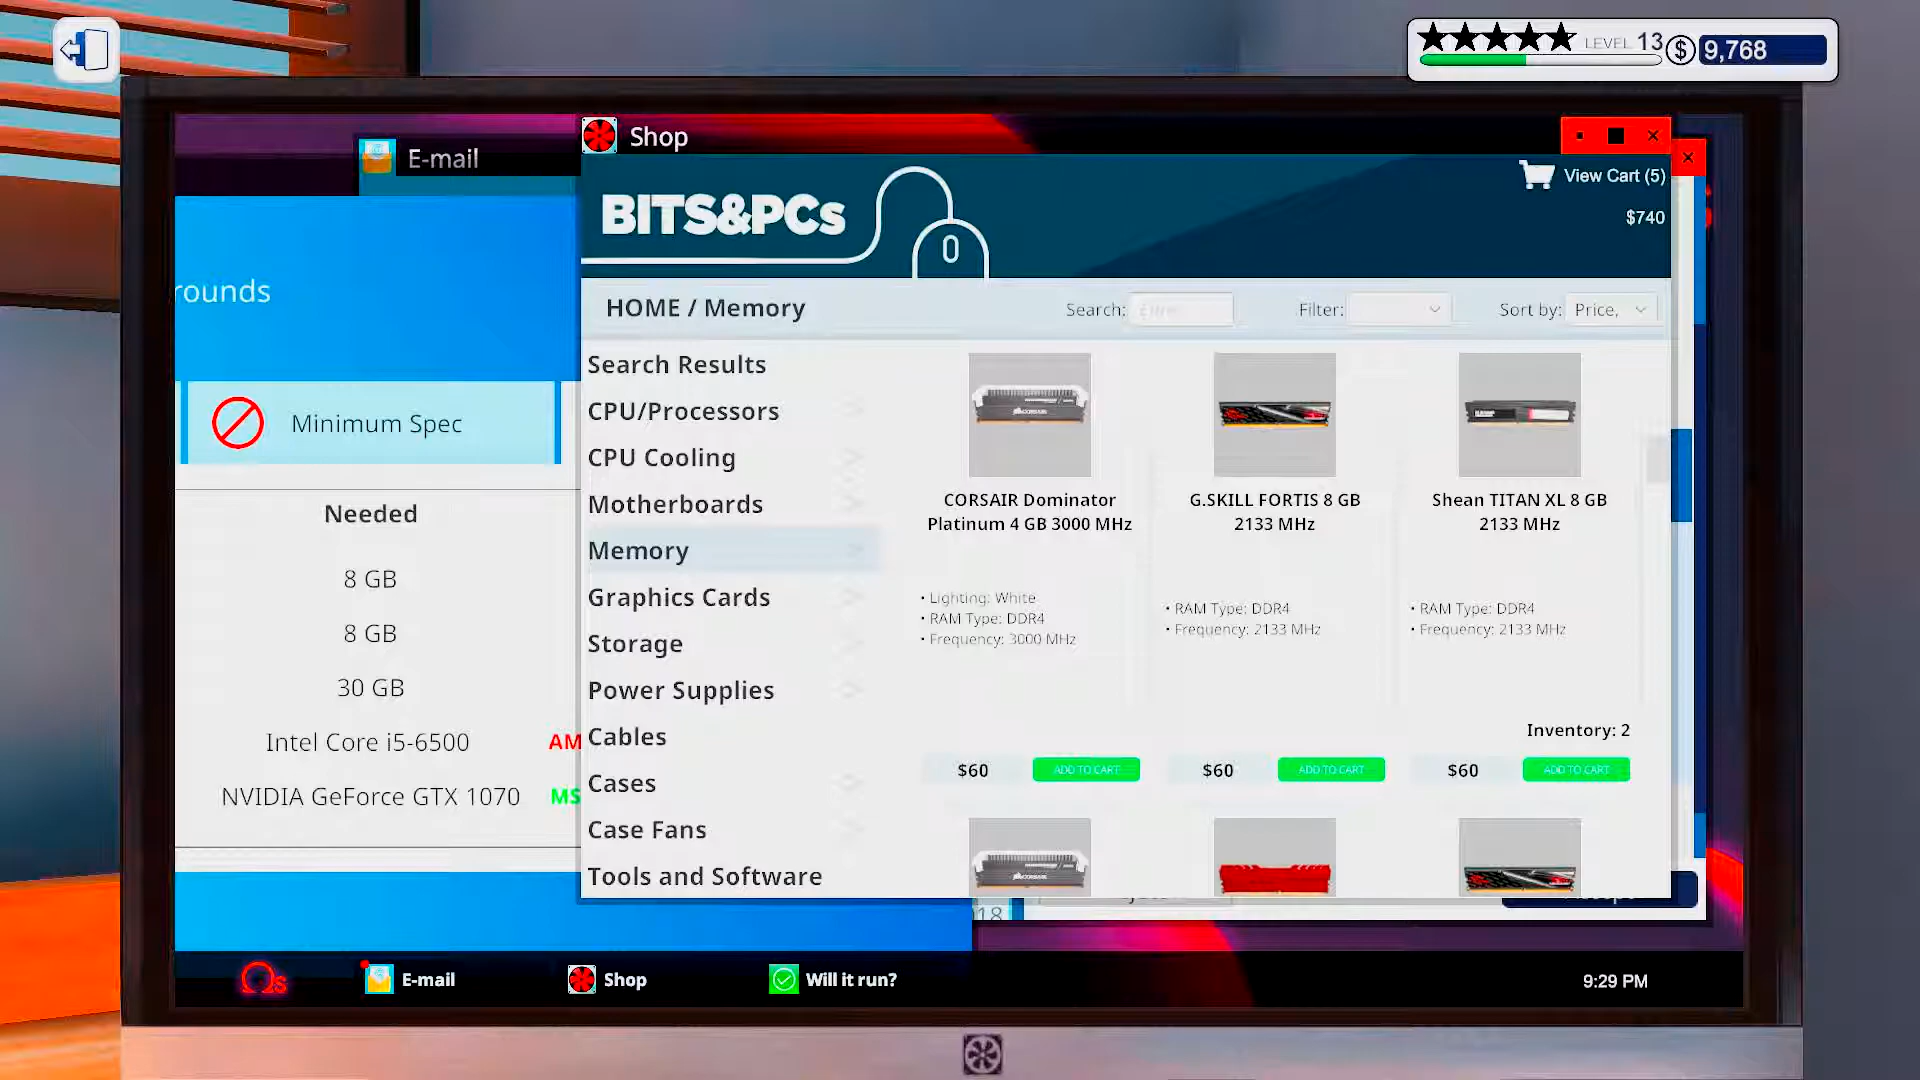 LEVEL 13
$ 9,768
E-mail
Shop
BITS&PCs
View Cart (5)
$740
rounds
HOME / Memory
Search:
Filter:
Sort by: Price,
Minimum Spec
Needed
8 GB
8 GB
30 GB
Intel Core i5-6500
AM
NVIDIA GeForce GTX 1070
MS
Search Results
CPU/Processors
CPU Cooling
Motherboards
Memory
Graphics Cards
Storage
Power Supplies
Cables
Cases
Case Fans
Tools and Software
CORSAIR Dominator
Platinum 4 GB 3000 MHz
• Lighting: White
• RAM Type: DDR4
• Frequency: 3000 MHz
$60
ADD TO CART
G.SKILL FORTIS 8 GB
2133 MHz
• RAM Type: DDR4
• Frequency: 2133 MHz
$60
ADD TO CART
Shean TITAN XL 8 GB
2133 MHz
• RAM Type: DDR4
• Frequency: 2133 MHz
Inventory: 2
$60
ADD TO CART
E-mail
Shop
Will it run?
9:29 PM